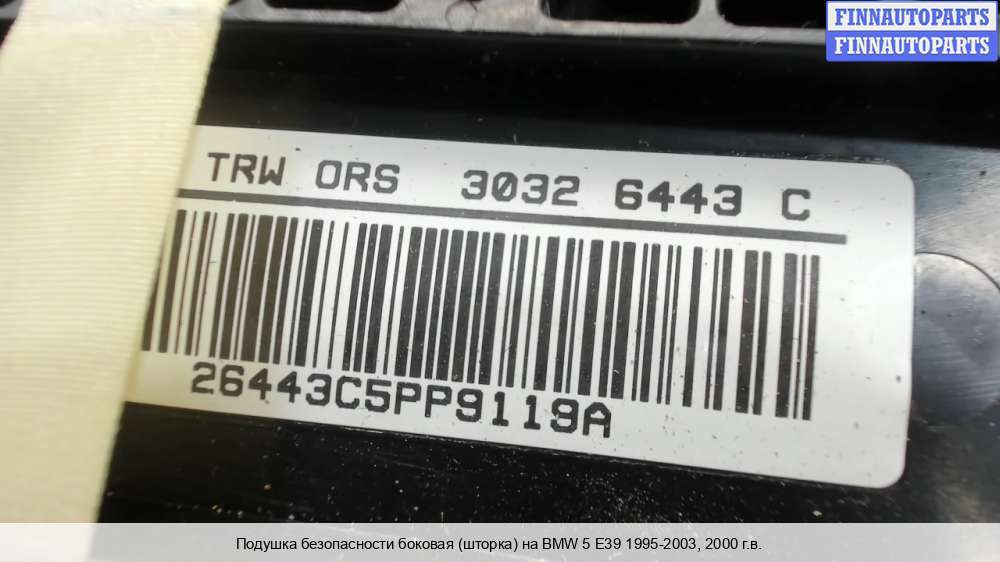 FINNAUTOPARTS
FINNAUTOPARTS
TRW ORS 3032 6443 C
26443C5PP9119A
Подушка безопасности боковая (шторка) на BMW 5 E39 1995-2003, 2000 г.в.